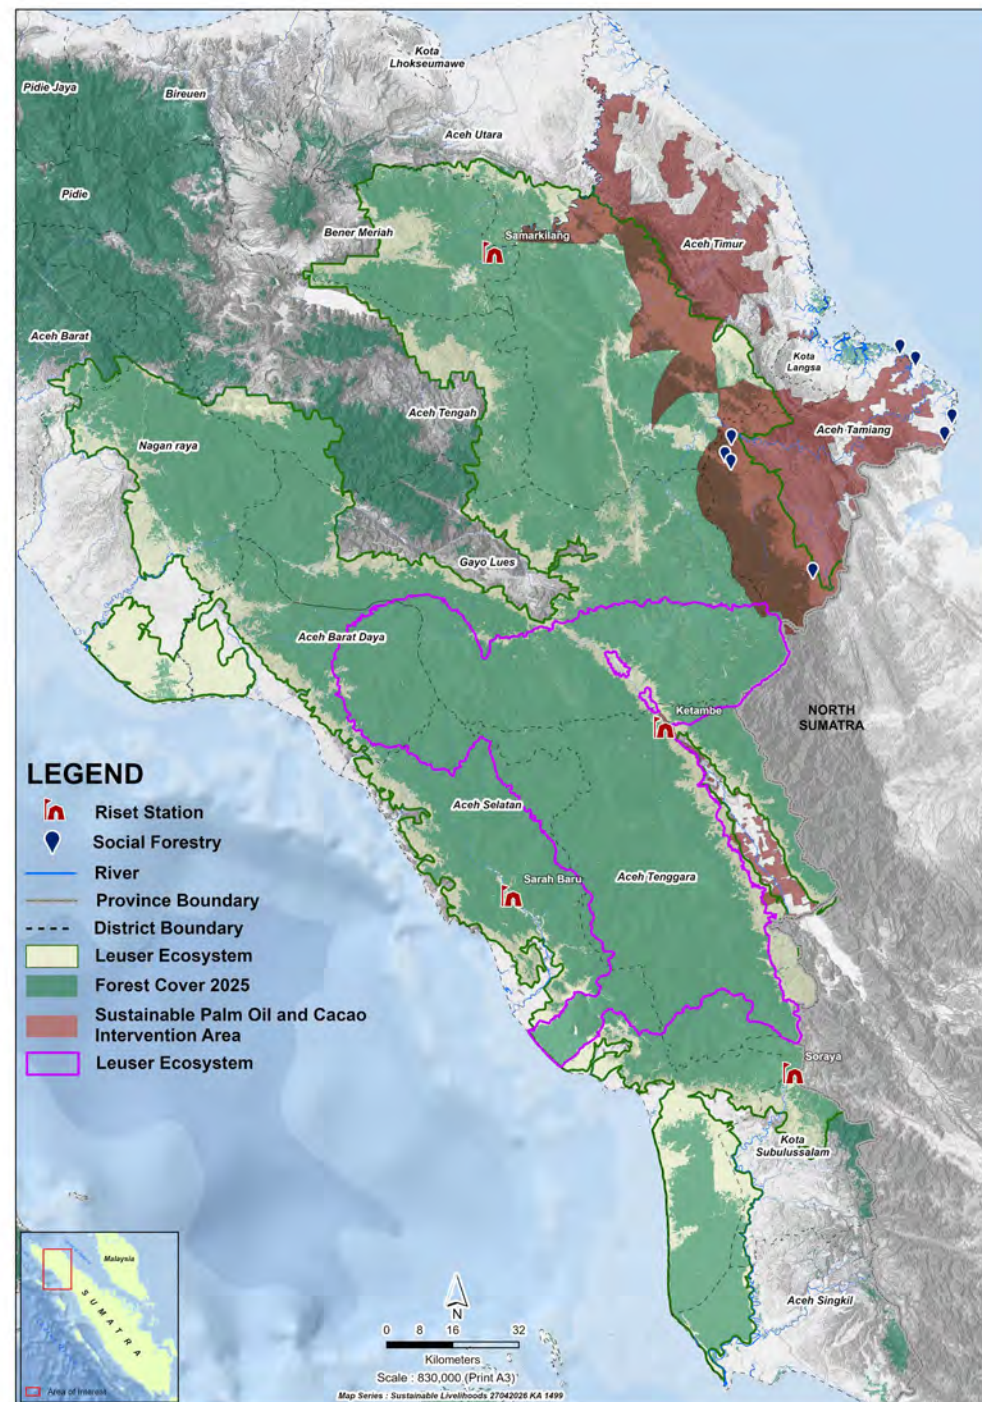 Kota
Lhokseumawe
Pidie Jaya
Bireuen
Aceh Utara
Pidie
Bener Meriah
Samarkilang
Aceh Timur
Aceh Barat
Kota
Langsa
Aceh Tengah
Aceh Tamiang
Nagan raya
Gayo Lues
Aceh Barat Daya
Ketambe
NORTH
SUMATRA
Aceh Selatan
Aceh Tenggara
Sarah Baru
Soraya
Kota
Subulussalam
Aceh Singkil
LEGEND
Riset Station
Social Forestry
River
Province Boundary
District Boundary
Leuser Ecosystem
Forest Cover 2025
Sustainable Palm Oil and Cacao
Intervention Area
Leuser Ecosystem
Malaysia
SUMATRA
Area of Interest
N
0 8 16 32
Kilometers
Scale : 830,000 (Print A3)
Map Series : Sustainable Livelihoods 27042026 KA 1499